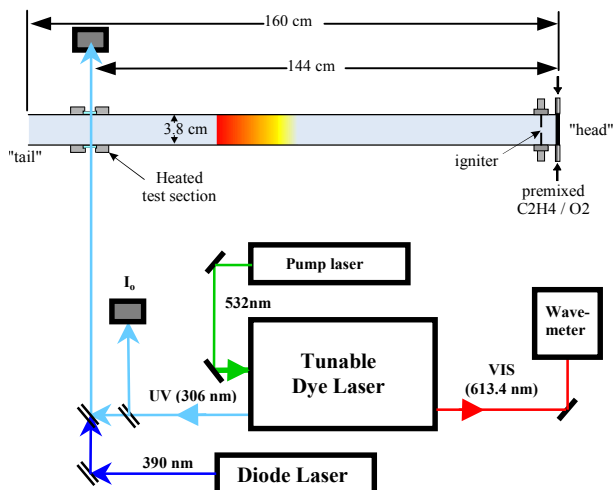 160 cm
144 cm
3.8 cm
"tail"
"head"
igniter
Heated
test section
premixed
C2H4 / O2
Pump laser
Io
532nm
Wave-
meter
Tunable
Dye Laser
VIS
(613.4 nm)
UV (306 nm)
390 nm
Diode Laser